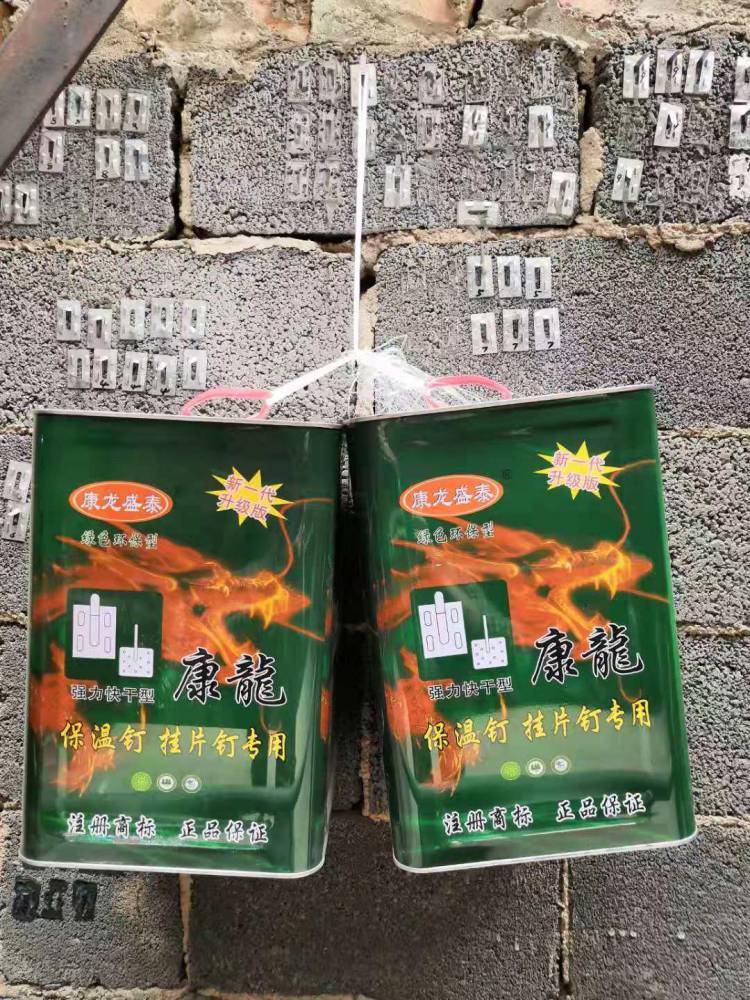 康龙盛泰
新一代
升级版
绿色环保型
强力快干型
康龍
保温钉 挂片钉专用
注册商标 正品保证
康龙盛泰
®
新一代
升级版
绿色环保型
强力快干型
康龍
保温钉 挂片钉专用
注册商标 正品保证